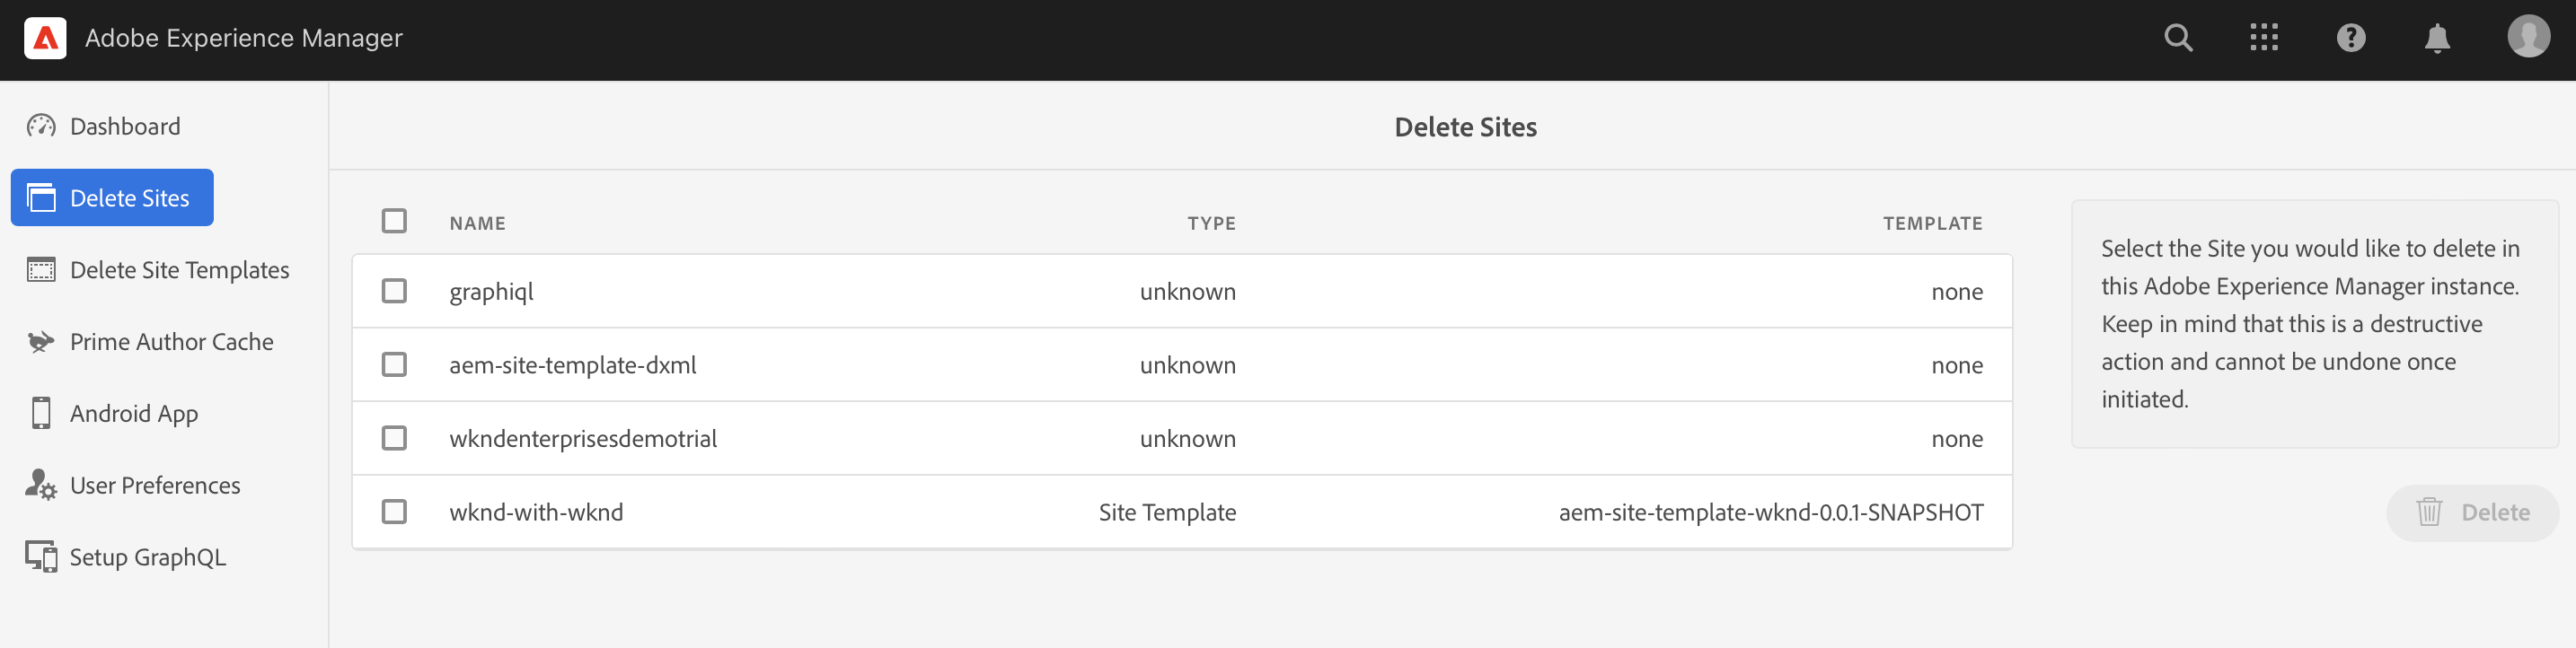 Adobe Experience Manager
Dashboard
Delete Sites
Delete Site Templates
Prime Author Cache
Android App
User Preferences
Setup GraphQL
Delete Sites
NAME TYPE TEMPLATE
graphiql unknown none
aem-site-template-dxml unknown none
wkndenterprisesdemotrial unknown none
wknd-with-wknd Site Template aem-site-template-wknd-0.0.1-SNAPSHOT
Select the Site you would like to delete in
this Adobe Experience Manager instance.
Keep in mind that this is a destructive
action and cannot be undone once
initiated.
Delete